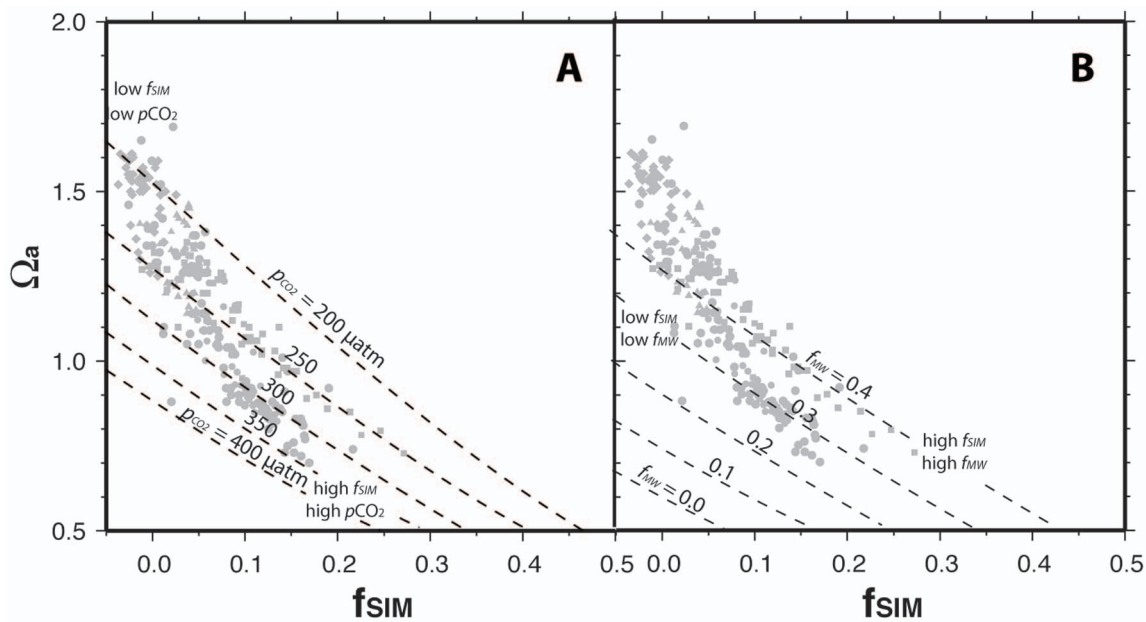 2.0
1.5
1.0
0.5
Ωa
A
low fSIM
low pCO2
pCO2 = 200 µatm
250
300
350
pCO2 = 400 µatm
high fSIM
high pCO2
0.0
0.1
0.2
0.3
0.4
0.5
fSIM
B
low fSIM
low fMW
fMW = 0.4
0.3
0.2
0.1
fMW = 0.0
high fSIM
high fMW
0.0
0.1
0.2
0.3
0.4
0.5
fSIM